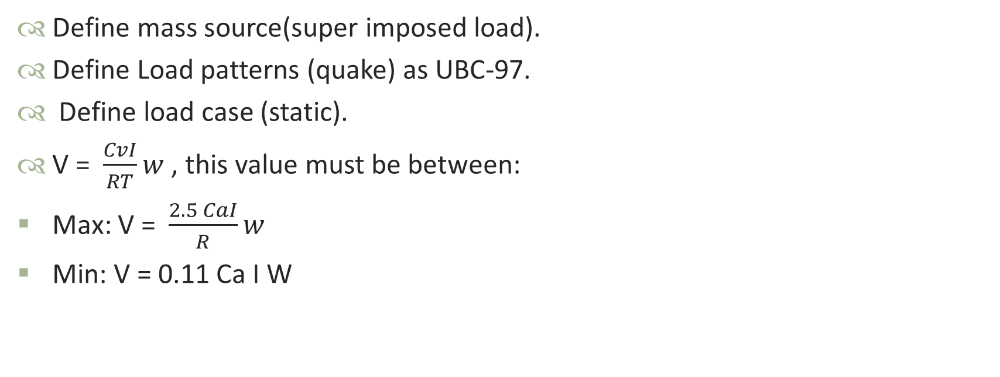 Define mass source(super imposed load).
Define Load patterns (quake) as UBC-97.
Define load case (static).
V = \frac{CvI}{RT} w , this value must be between:
Max: V = \frac{2.5 CaI}{R} w
Min: V = 0.11 Ca I W